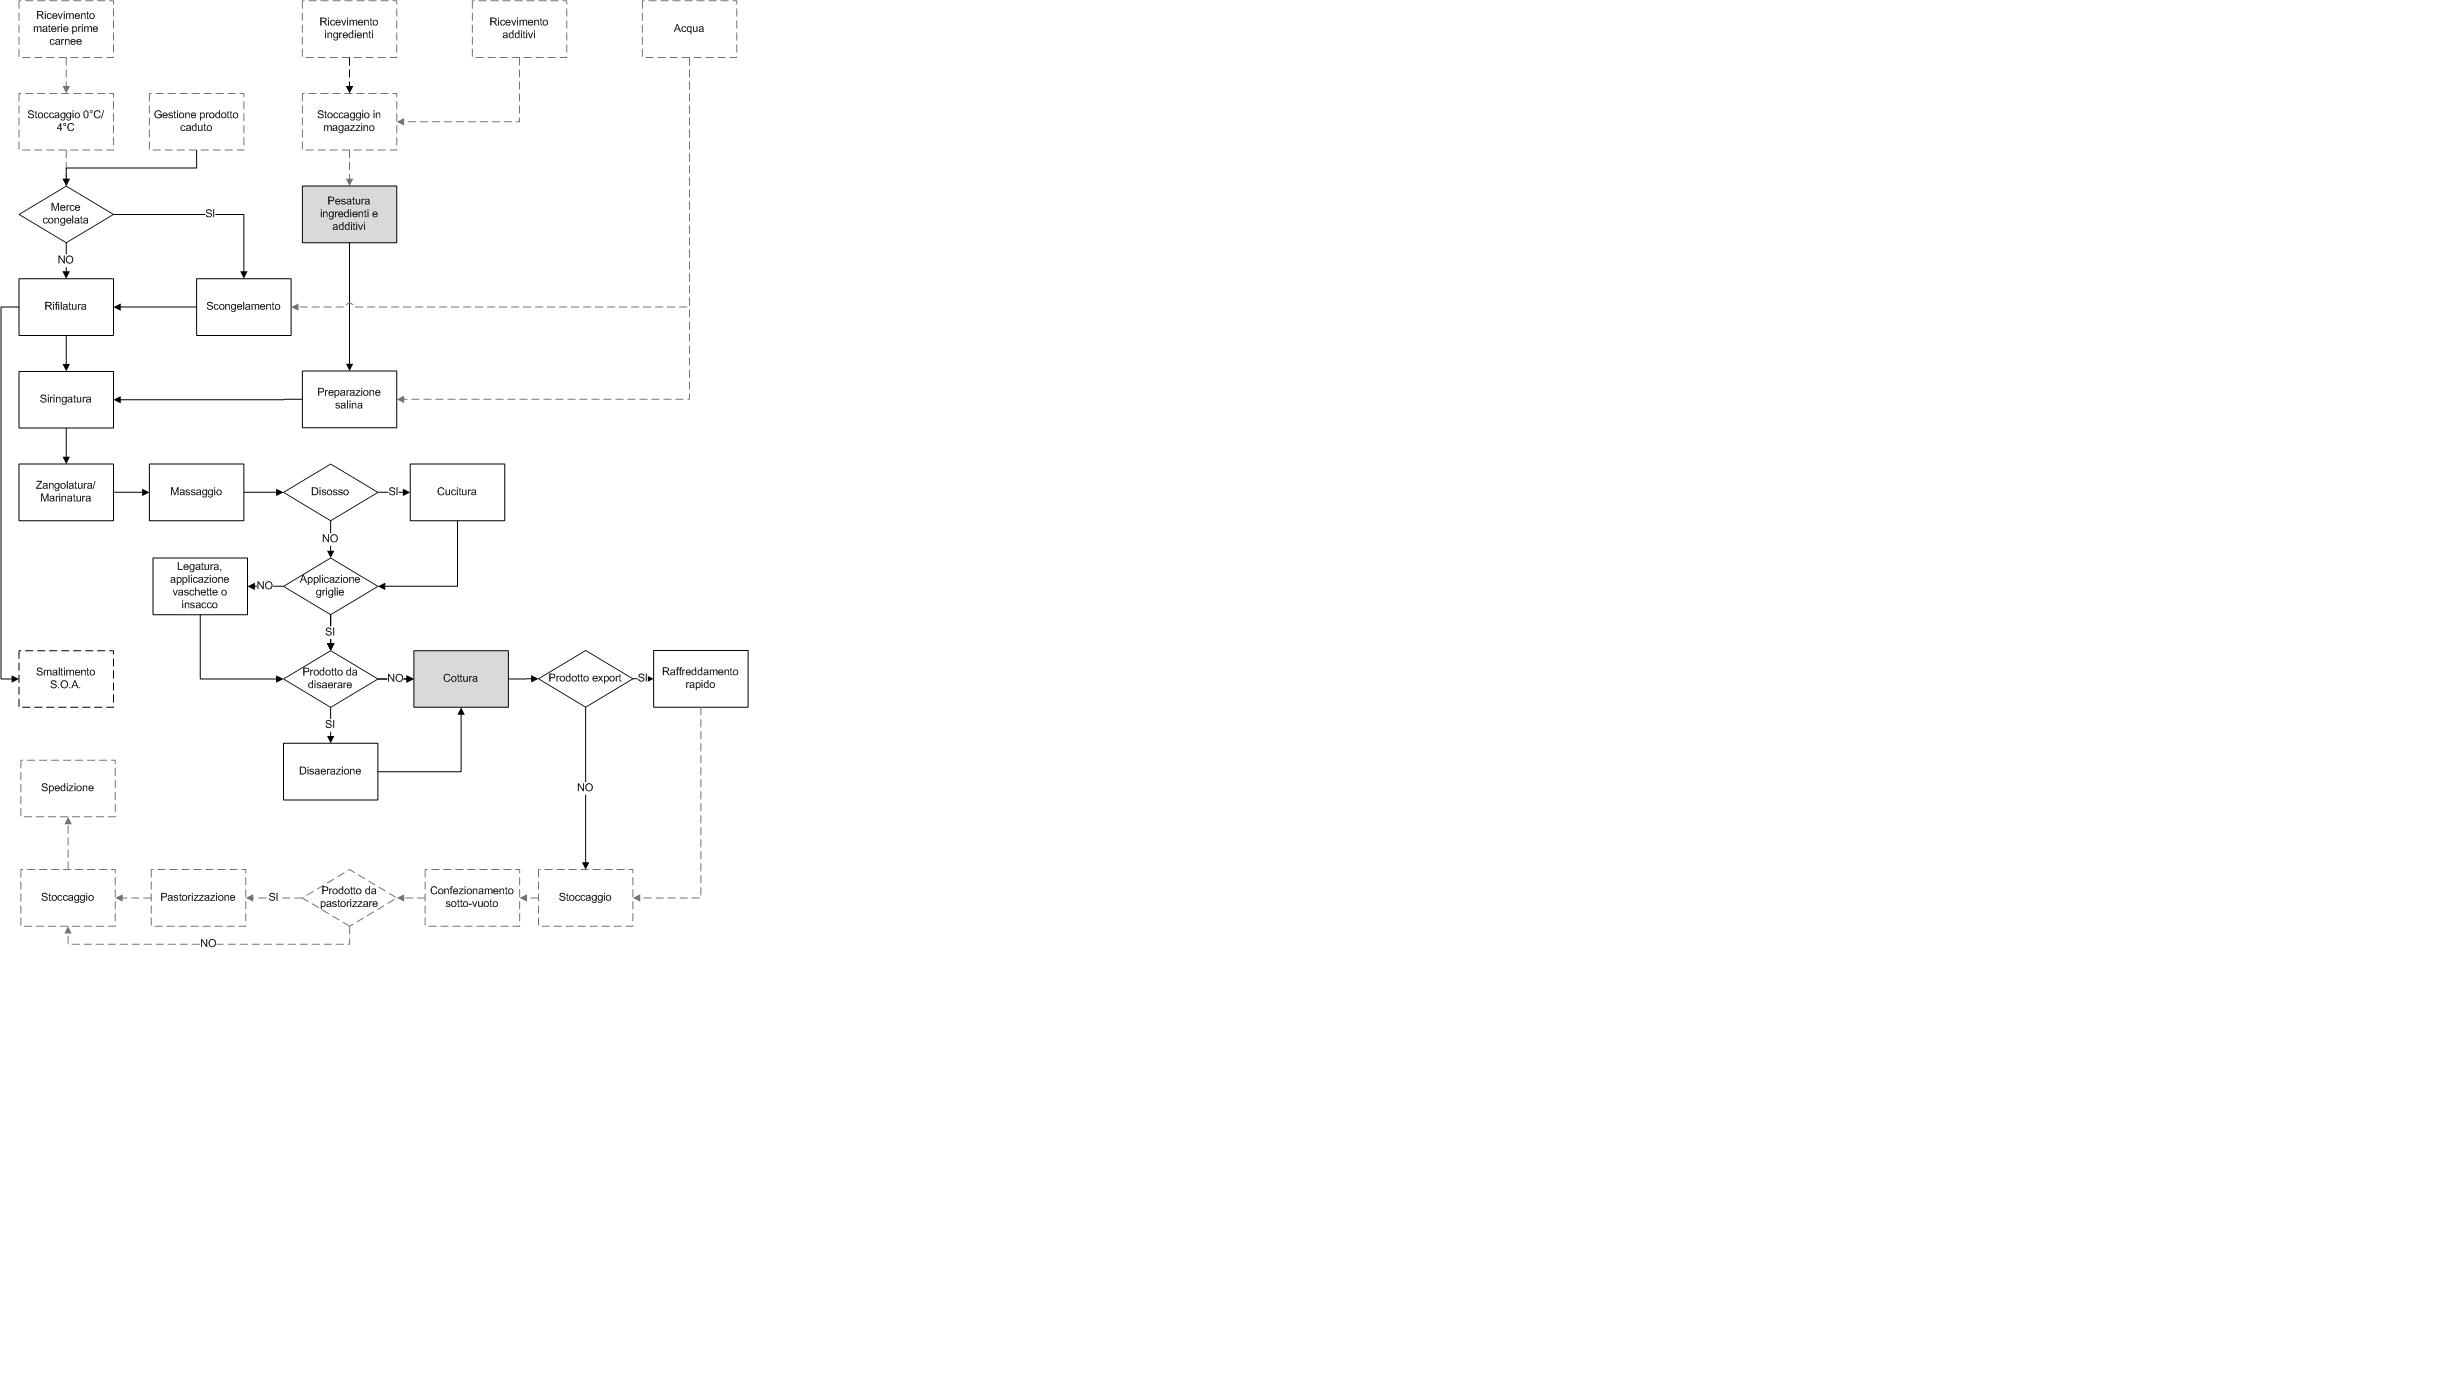 Ricevimento
materie prime
carnee
Ricevimento
ingredienti
Ricevimento
additivi
Acqua
Stoccaggio 0°C/
4°C
Gestione prodotto
caduto
Stoccaggio in
magazzino
Merce
congelata
SI
Pesatura
ingredienti e
additivi
NO
Rifilatura
Scongelamento
Siringatura
Preparazione
salina
Zangolatura/
Marinatura
Massaggio
Disosso
SI
Cucitura
NO
Legatura,
applicazione
vaschette o
insacco
NO
Applicazione
griglie
SI
Smaltimento
S.O.A.
Prodotto da
disaerare
NO
Cottura
Prodotto export
SI
Raffreddamento
rapido
SI
Disaerazione
NO
Spedizione
Stoccaggio
Pastorizzazione
SI
Prodotto da
pastorizzare
Confezionamento
sotto-vuoto
Stoccaggio
NO